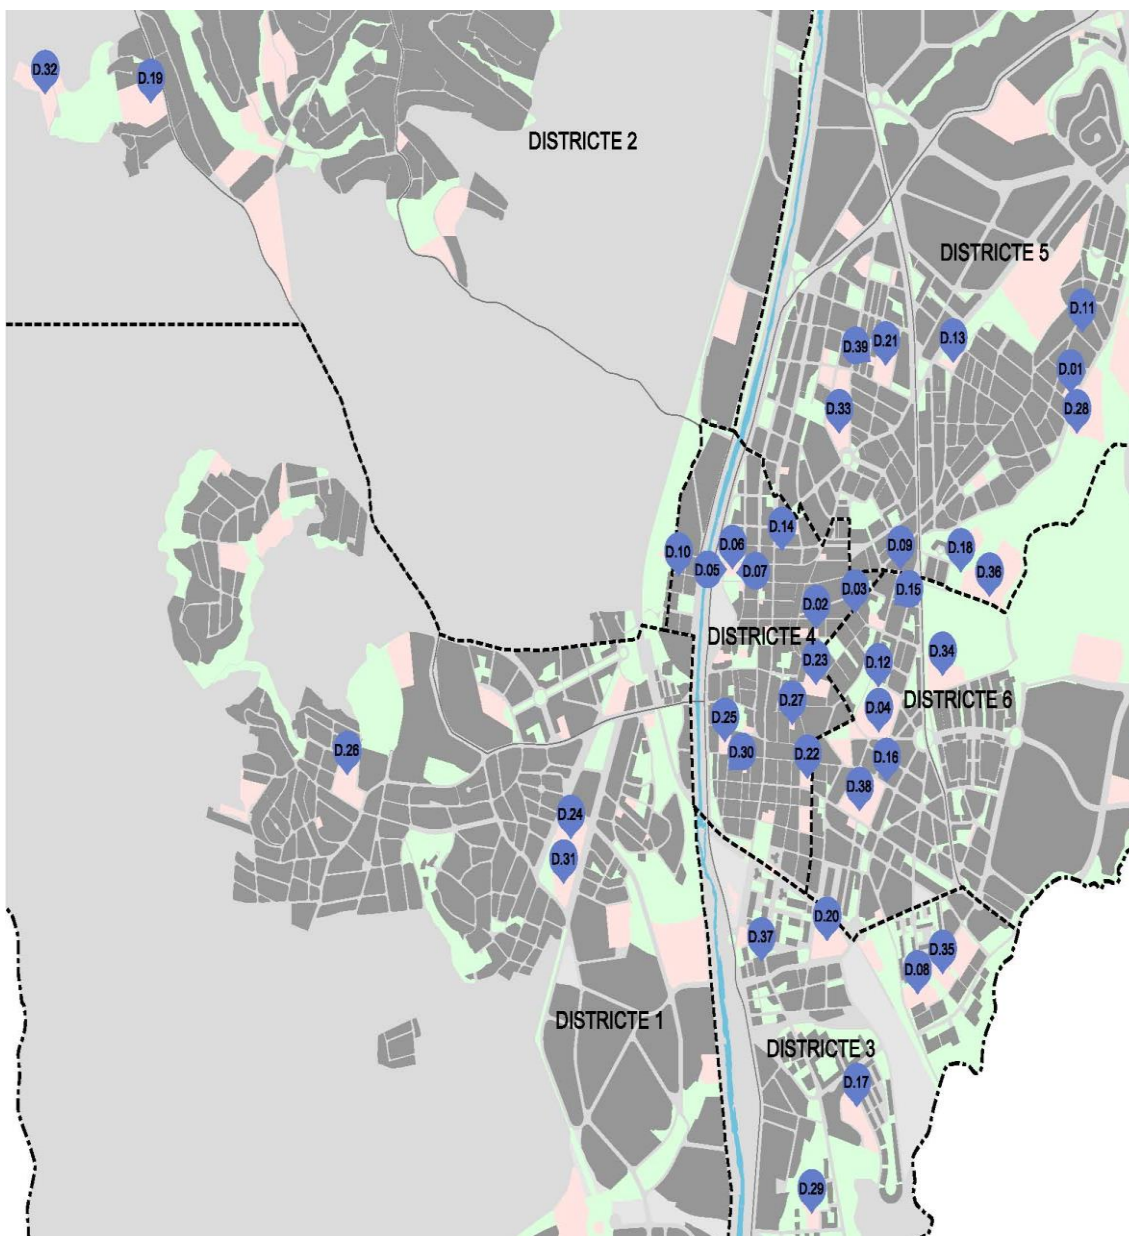 D.32
D.19
DISTRICTE 2
DISTRICTE 5
D.11
D.39
D.21
D.13
D.01
D.33
D.28
D.14
D.10
D.06
D.09
D.18
D.05
D.07
D.36
D.02
D.03
D.15
DISTRICTE 4
D.23
D.12
D.34
D.27
D.04
DISTRICTE 6
D.25
D.26
D.30
D.22
D.16
D.38
D.24
D.31
D.20
D.37
D.35
D.08
DISTRICTE 1
DISTRICTE 3
D.17
D.29